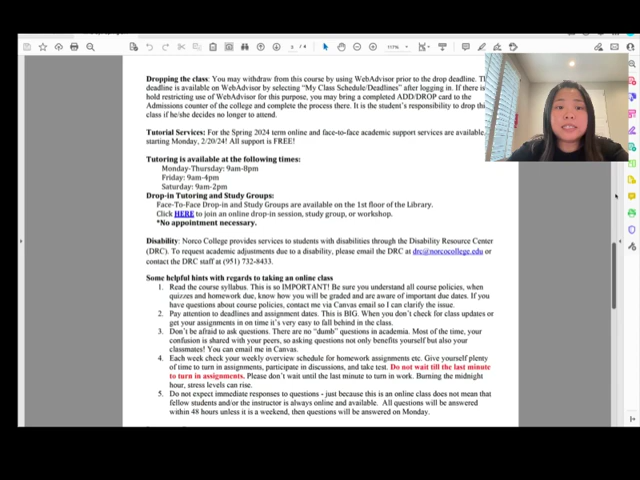 3 / 4
117%
Dropping the class: You may withdraw from this course by using WebAdvisor prior to the drop deadline. Th
deadline is available on WebAdvisor by selecting "My Class Schedule/Deadlines" after logging in. If there is
hold restricting use of WebAdvisor for this purpose, you may bring a completed ADD/DROP card to the
Admissions counter of the college and complete the process there. It is the student's responsibility to drop thi
class if he/she decides no longer to attend.
Tutorial Services: For the Spring 2024 term online and face-to-face academic support services are available
starting Monday, 2/20/24! All support is FREE!
Tutoring is available at the following times:
Monday-Thursday: 9am-8pm
Friday: 9am-4pm
Saturday: 9am-2pm
Drop-in Tutoring and Study Groups:
Face-To-Face Drop-in and Study Groups are available on the 1st floor of the Library.
Click HERE to join an online drop-in session, study group, or workshop.
*No appointment necessary.
Disability: Norco College provides services to students with disabilities through the Disability Resource Center
(DRC). To request academic adjustments due to a disability, please email the DRC at drc@norcocollege.edu or
contact the DRC staff at (951) 732-8433.
Some helpful hints with regards to taking an online class
1. Read the course syllabus. This is so IMPORTANT! Be sure you understand all course policies, when
quizzes and homework due, know how you will be graded and are aware of important due dates. If you
have questions about course policies, contact me via Canvas email so I can clarify the issue.
2. Pay attention to deadlines and assignment dates. This is BIG. When you don't check for class updates or
get your assignments in on time it's very easy to fall behind in the class.
3. Don't be afraid to ask questions. There are no "dumb" questions in academia. Most of the time, your
confusion is shared with your peers, so asking questions not only benefits yourself but also your
classmates! You can email me in Canvas.
4. Each week check your weekly overview schedule for homework assignments etc. Give yourself plenty
of time to turn in assignments, participate in discussions, and take test. Do not wait till the last minute
to turn in assignments. Please don't wait until the last minute to turn in work. Burning the midnight
hour, stress levels can rise.
5. Do not expect immediate responses to questions - just because this is an online class does not mean that
fellow students and/or the instructor is always online and available. All questions will be answered
within 48 hours unless it is a weekend, then questions will be answered on Monday.